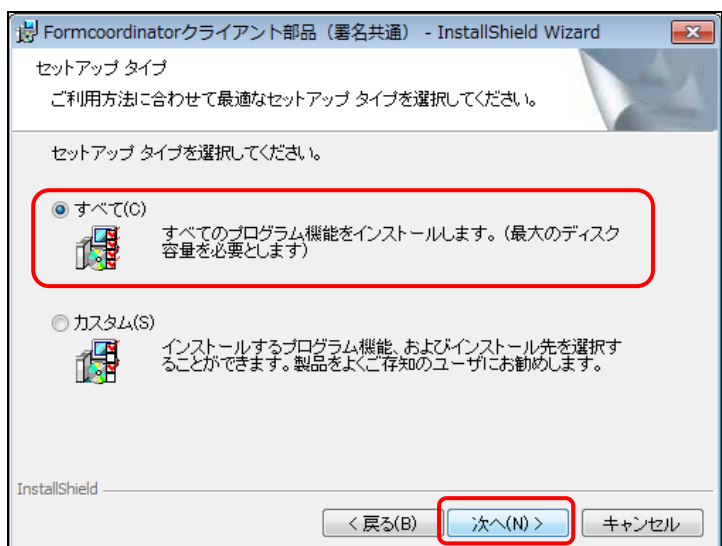 Formcoordinatorクライアント部品（署名共通） - InstallShield Wizard
セットアップ タイプ
ご利用方法に合わせて最適なセットアップ タイプを選択してください。
セットアップ タイプを選択してください。
すべて(C)
すべてのプログラム機能をインストールします。（最大のディスク
容量を必要とします）
カスタム(S)
インストールするプログラム機能、およびインストール先を選択す
ることができます。製品をよくご存知のユーザにお勧めします。
InstallShield
< 戻る(B) 次へ(N) > キャンセル